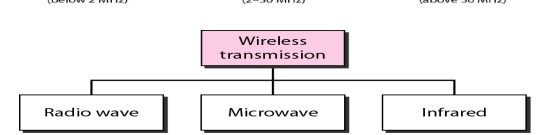 (below 2 MHz) (2–30 MHz) (above 30 MHz)
Wireless
transmission
Radio wave Microwave Infrared